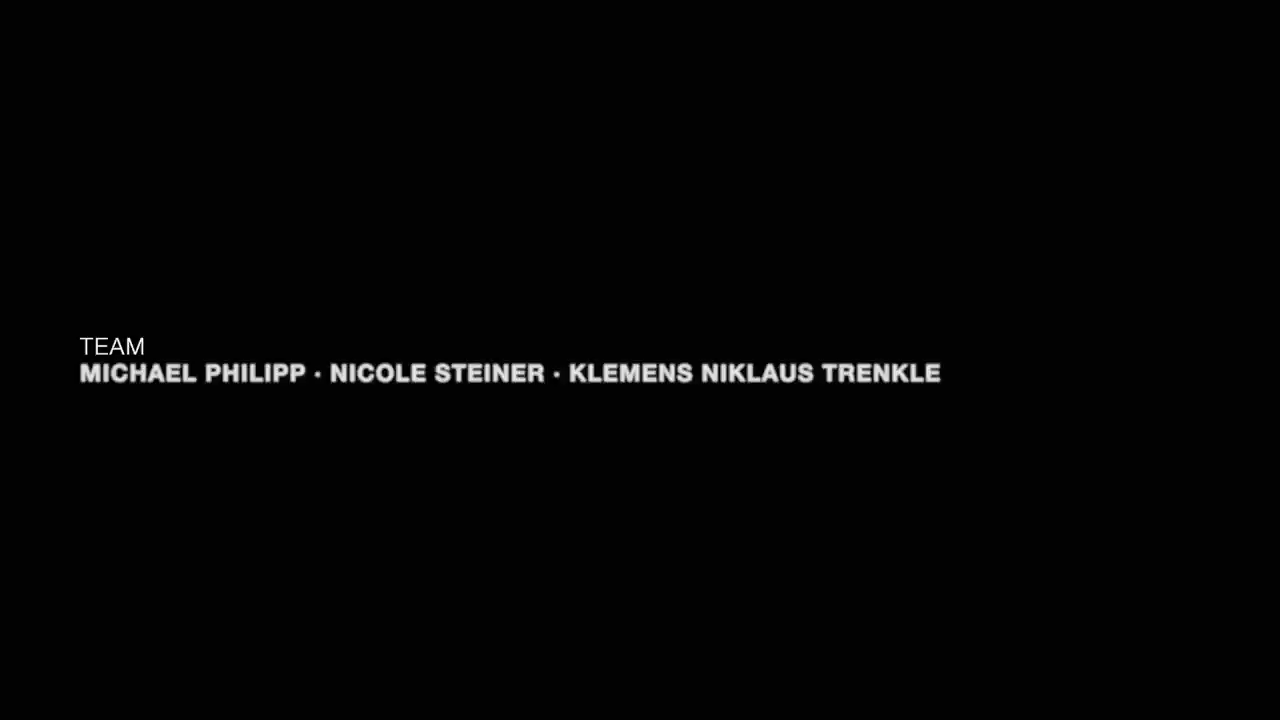 TEAM
MICHAEL PHILIPP · NICOLE STEINER · KLEMENS NIKLAUS TRENKLE